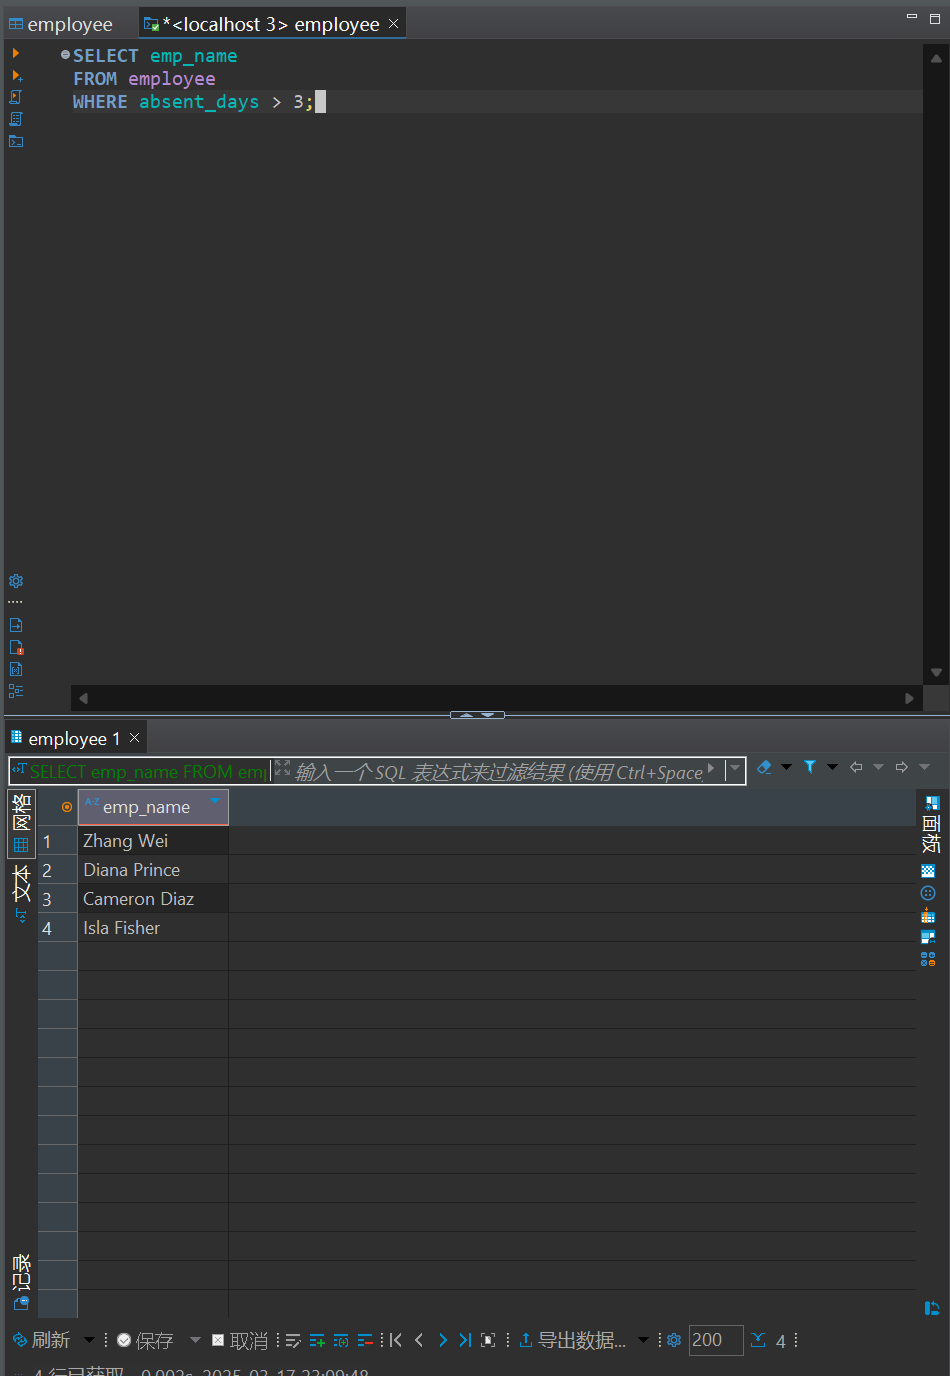 employee
*<localhost 3> employee
SELECT emp_name
FROM employee
WHERE absent_days > 3;
employee 1
SELECT emp_name FROM emp
输入一个 SQL 表达式来过滤结果 (使用 Ctrl+Space
网格
文本
记录
emp_name
1 Zhang Wei
2 Diana Prince
3 Cameron Diaz
4 Isla Fisher
面板
刷新 保存 取消 导出数据... 200 4
4 行已获取 - 0.002s, 2025-03-17 23:09:48